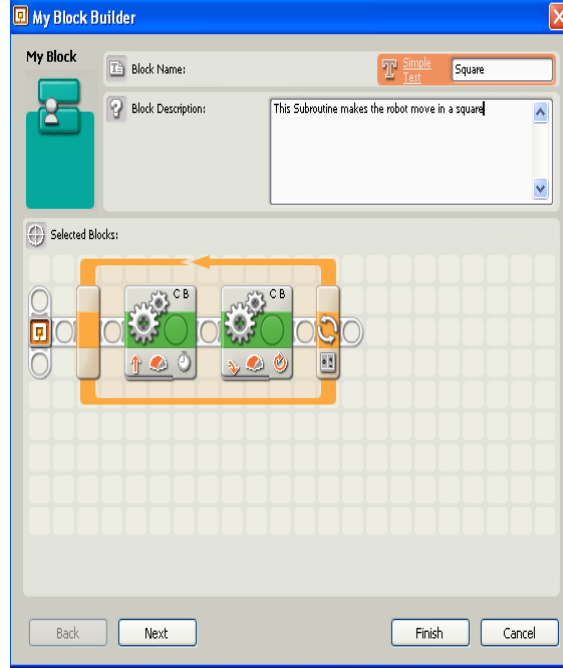 My Block Builder
My Block
Block Name:
T Simple Text
Square
Block Description:
This Subroutine makes the robot move in a square
Selected Blocks:
C B
C B
Back
Next
Finish
Cancel